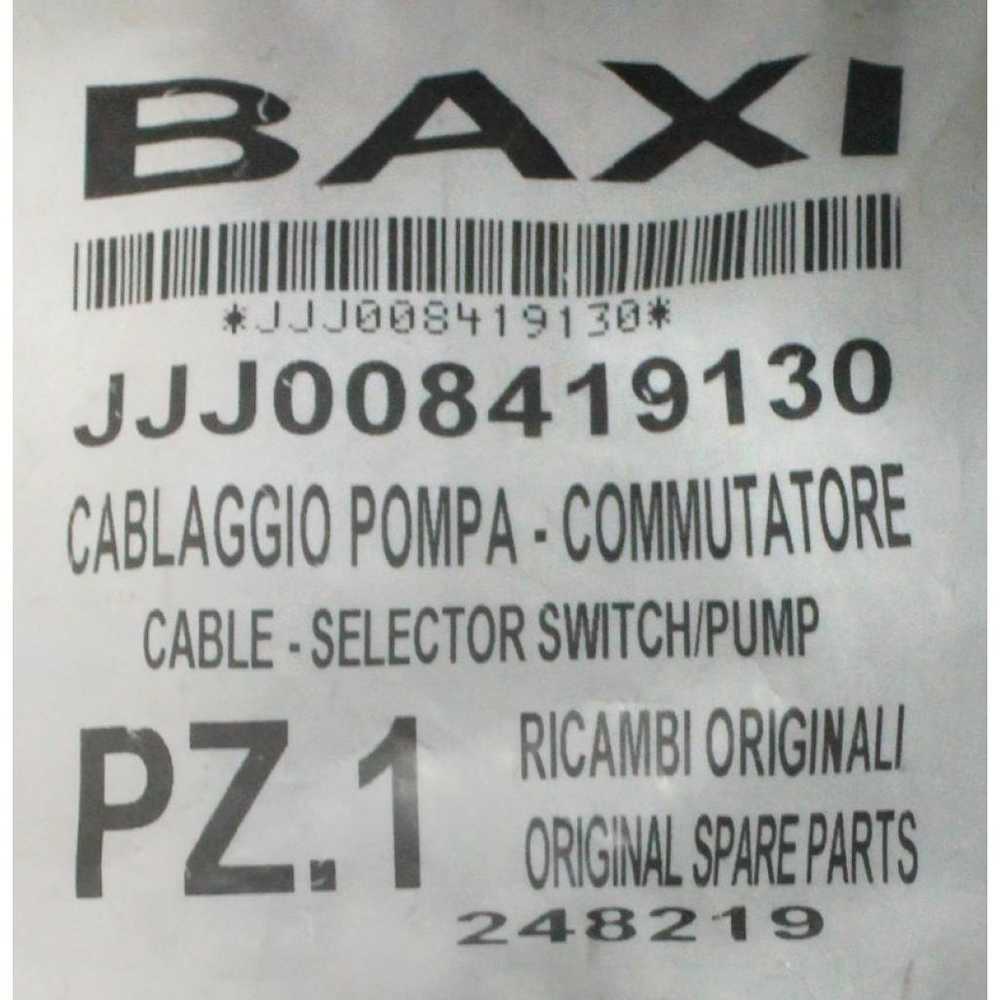 BAXI
*JJJ008419130*
JJJ008419130
CABLAGGIO POMPA - COMMUTATORE
CABLE - SELECTOR SWITCH/PUMP
PZ.1
RICAMBI ORIGINALI
ORIGINAL SPARE PARTS
248219